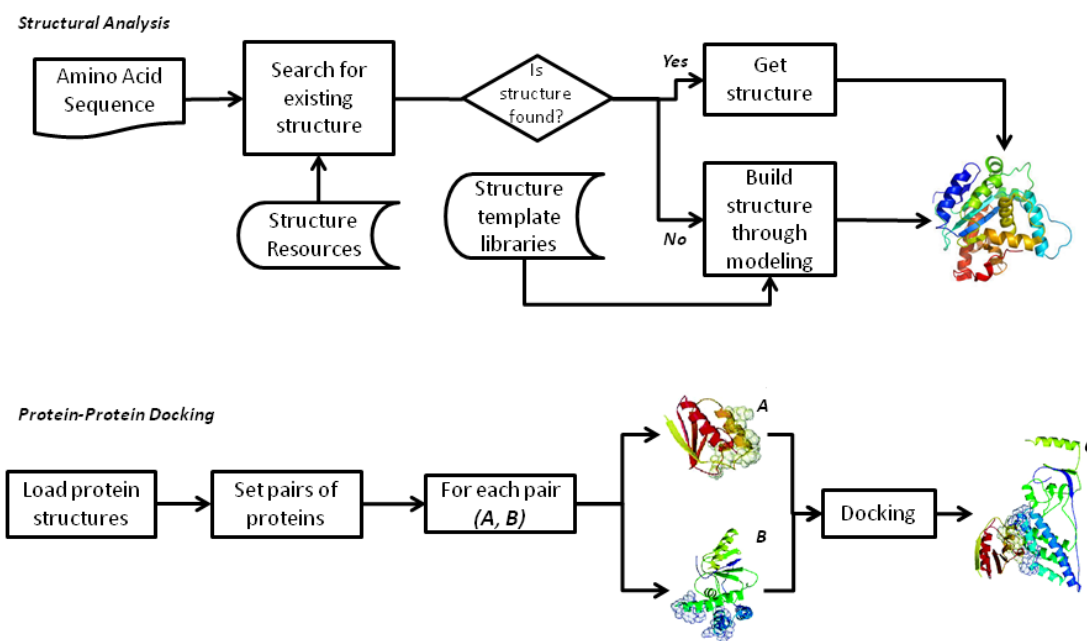 Structural Analysis
Amino Acid
Sequence
Search for
existing
structure
Is
structure
found?
Yes
Get
structure
Structure
Resources
Structure
template
libraries
No
Build
structure
through
modeling
Protein-Protein Docking
Load protein
structures
Set pairs of
proteins
For each pair
(A, B)
A
B
Docking